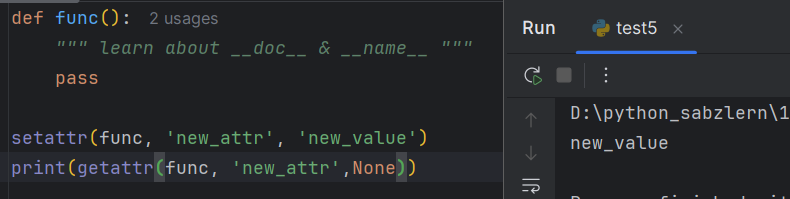 def func(): 2 usages
    """ learn about __doc__ & __name__ """
    pass
setattr(func, 'new_attr', 'new_value')
print(getattr(func, 'new_attr',None))
Run test5
D:\python_sabzlern\1
new_value